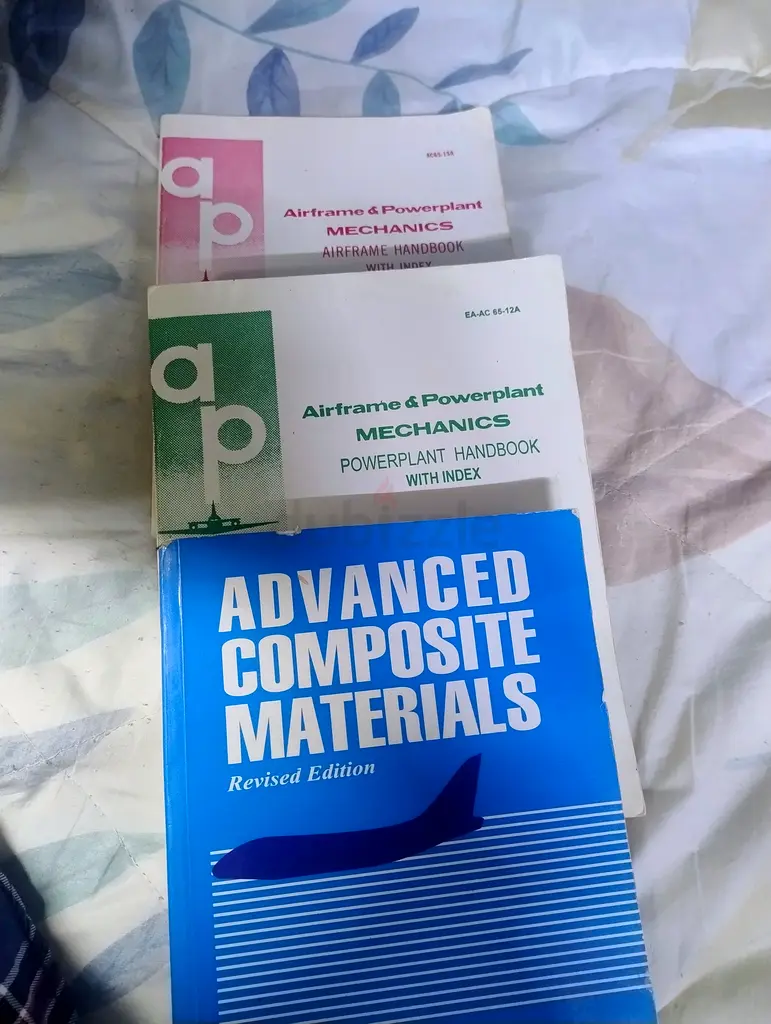 ap
Airframe & Powerplant
MECHANICS
AIRFRAME HANDBOOK
WITH INDEX
ap
EA-AC 65-12A
Airframe & Powerplant
MECHANICS
POWERPLANT HANDBOOK
WITH INDEX
dubizzle
ADVANCED
COMPOSITE
MATERIALS
Revised Edition